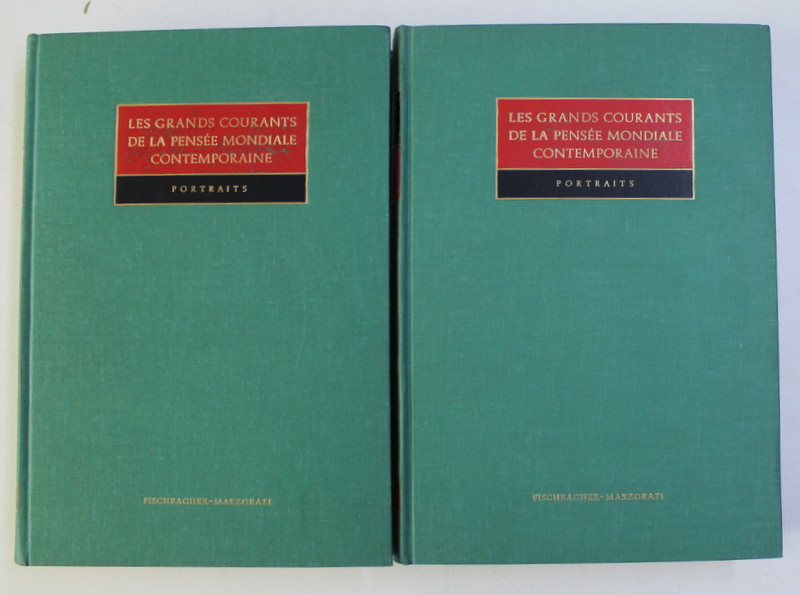 LES GRANDS COURANTS
DE LA PENSÉE MONDIALE
CONTEMPORAINE
PORTRAITS
FISCHBACHER-MARZORATI
LES GRANDS COURANTS
DE LA PENSÉE MONDIALE
CONTEMPORAINE
PORTRAITS
FISCHBACHER-MARZORATI